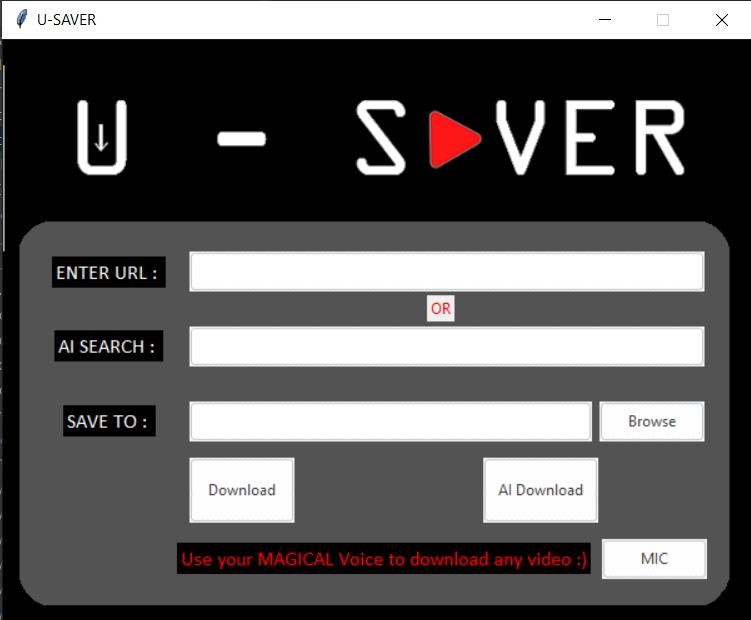 U-SAVER
U - S VER
ENTER URL :
OR
AI SEARCH :
SAVE TO :
Browse
Download
AI Download
Use your MAGICAL Voice to download any video :)
MIC